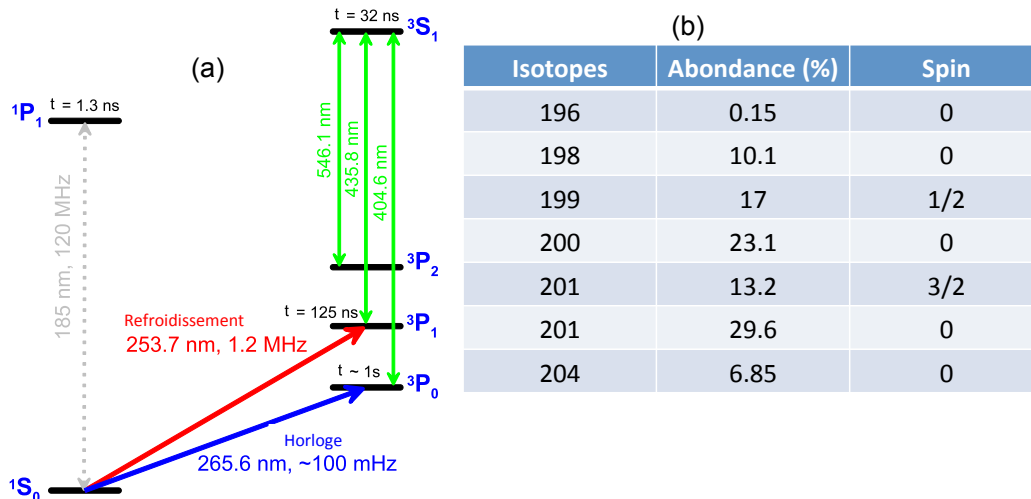 (a)
t = 32 ns
³S₁
t = 1.3 ns
¹P₁
546.1 nm
435.8 nm
404.6 nm
185 nm, 120 MHz
³P₂
Refroidissement
253.7 nm, 1.2 MHz
t = 125 ns
³P₁
t ~ 1s
³P₀
Horloge
265.6 nm, ~100 mHz
¹S₀
(b)
Isotopes Abondance (%) Spin
196 0.15 0
198 10.1 0
199 17 1/2
200 23.1 0
201 13.2 3/2
201 29.6 0
204 6.85 0